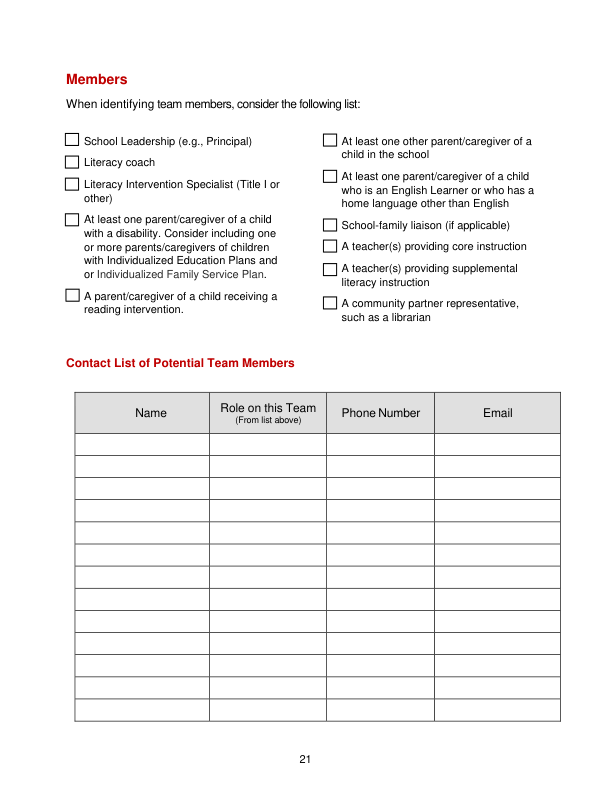 Members
When identifying team members, consider the following list:
School Leadership (e.g., Principal)
Literacy coach
Literacy Intervention Specialist (Title I or
other)
At least one parent/caregiver of a child
with a disability. Consider including one
or more parents/caregivers of children
with Individualized Education Plans and
or Individualized Family Service Plan.
A parent/caregiver of a child receiving a
reading intervention.
At least one other parent/caregiver of a
child in the school
At least one parent/caregiver of a child
who is an English Learner or who has a
home language other than English
School-family liaison (if applicable)
A teacher(s) providing core instruction
A teacher(s) providing supplemental
literacy instruction
A community partner representative,
such as a librarian
Contact List of Potential Team Members
Name
Role on this Team
(From list above)
Phone Number
Email
21